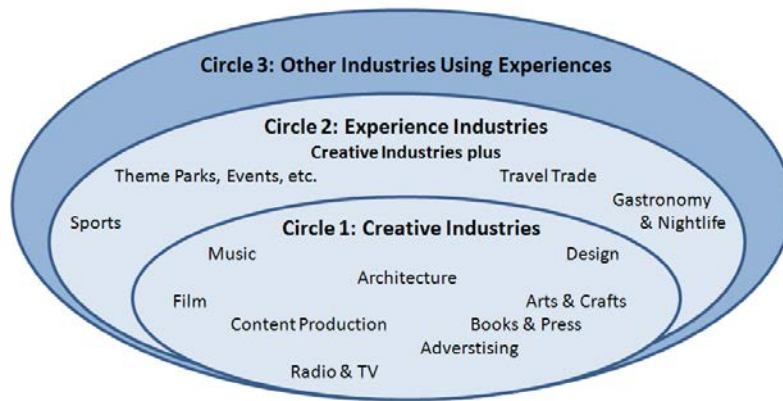 Circle 3: Other Industries Using Experiences
Circle 2: Experience Industries
Creative Industries plus
Theme Parks, Events, etc.
Travel Trade
Gastronomy
& Nightlife
Sports
Circle 1: Creative Industries
Music
Design
Architecture
Film
Arts & Crafts
Content Production
Books & Press
Adverstising
Radio & TV